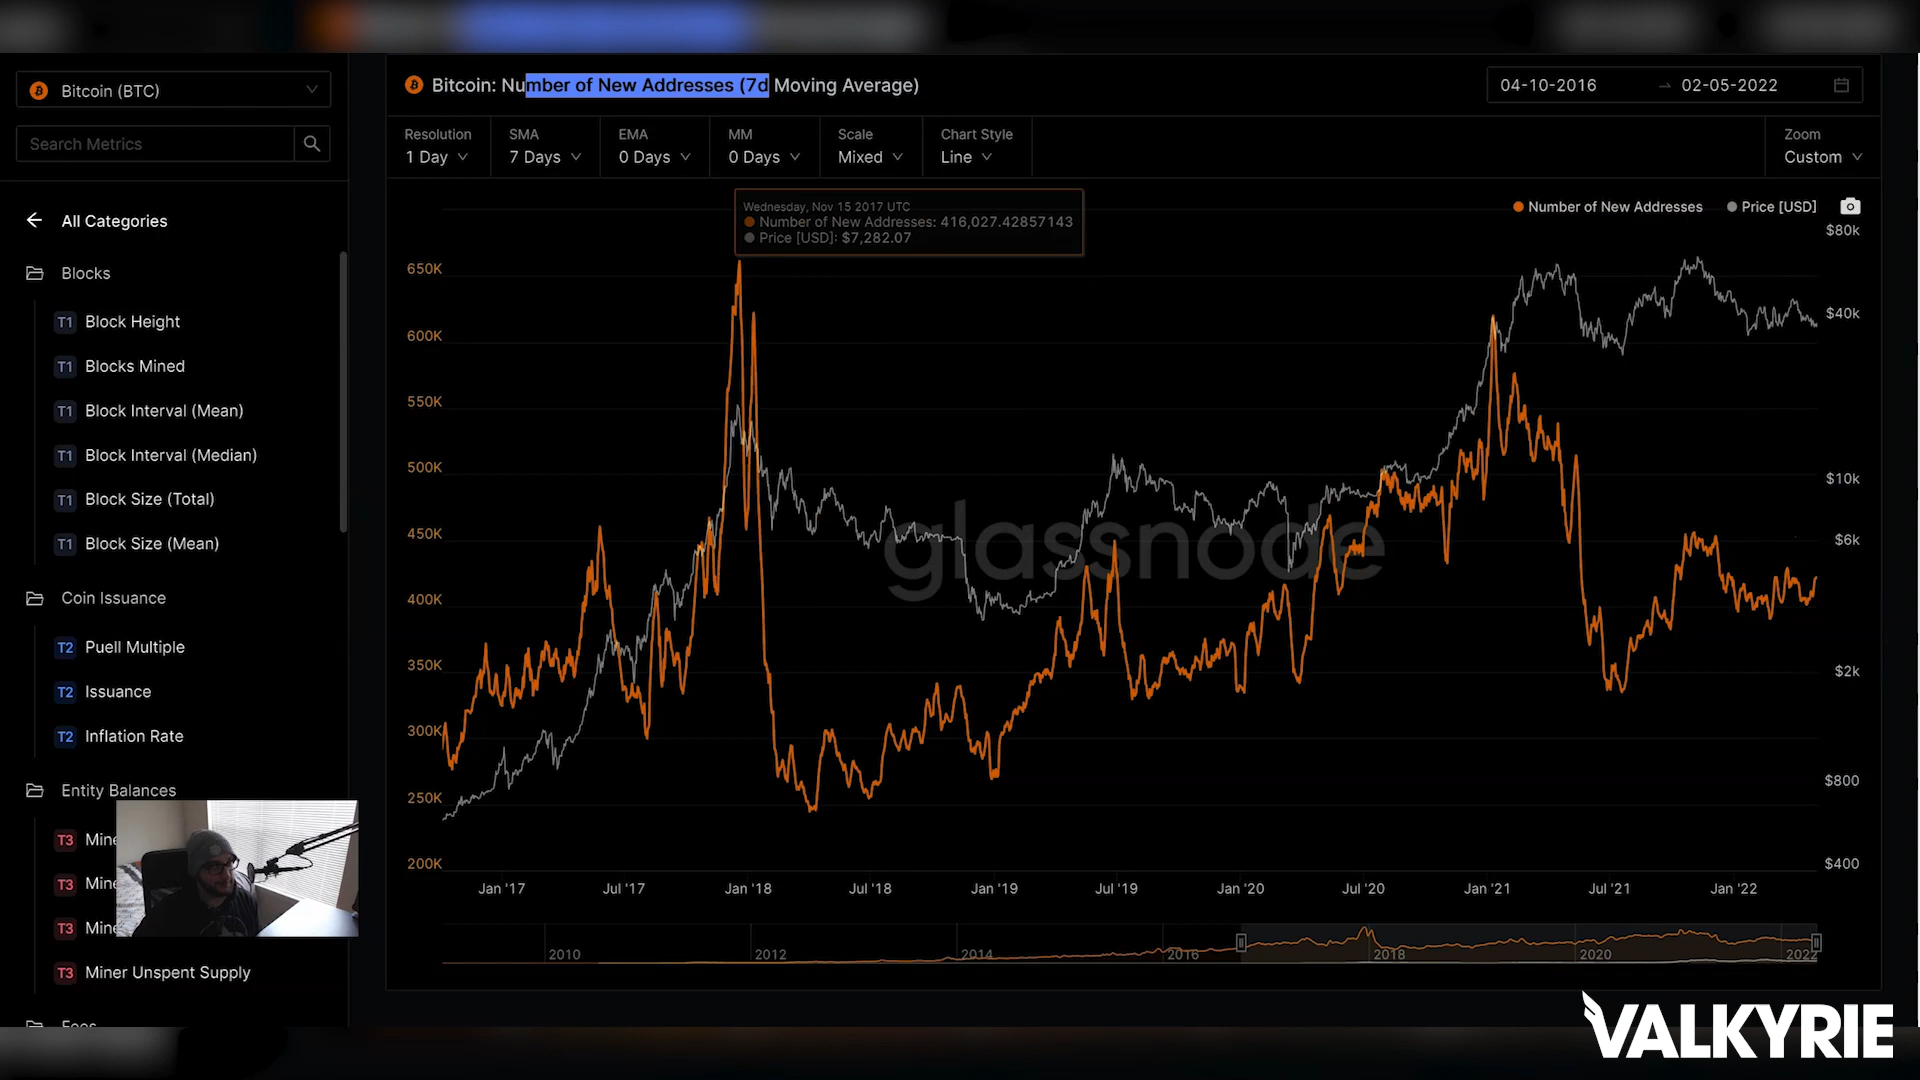 Bitcoin (BTC)
Search Metrics
All Categories
Blocks
T1 Block Height
T1 Blocks Mined
T1 Block Interval (Mean)
T1 Block Interval (Median)
T1 Block Size (Total)
T1 Block Size (Mean)
Coin Issuance
T2 Puell Multiple
T2 Issuance
T2 Inflation Rate
Entity Balances
T3 Mine
T3 Mine
T3 Mine
T3 Miner Unspent Supply
Fees
Bitcoin: Number of New Addresses (7d Moving Average)
04-10-2016 → 02-05-2022
Resolution SMA EMA MM Scale Chart Style Zoom
1 Day 7 Days 0 Days 0 Days Mixed Line Custom
Wednesday, Nov 15 2017 UTC
Number of New Addresses: 416,027.42857143
Price [USD]: $7,282.07
Number of New Addresses Price [USD]
650K
600K
550K
500K
450K
400K
350K
300K
250K
200K
$80k
$40k
$10k
$6k
$2k
$800
$400
glassnode
Jan '17 Jul '17 Jan '18 Jul '18 Jan '19 Jul '19 Jan '20 Jul '20 Jan '21 Jul '21 Jan '22
2010 2012 2014 2016 2018 2020 2022
VALKYRIE